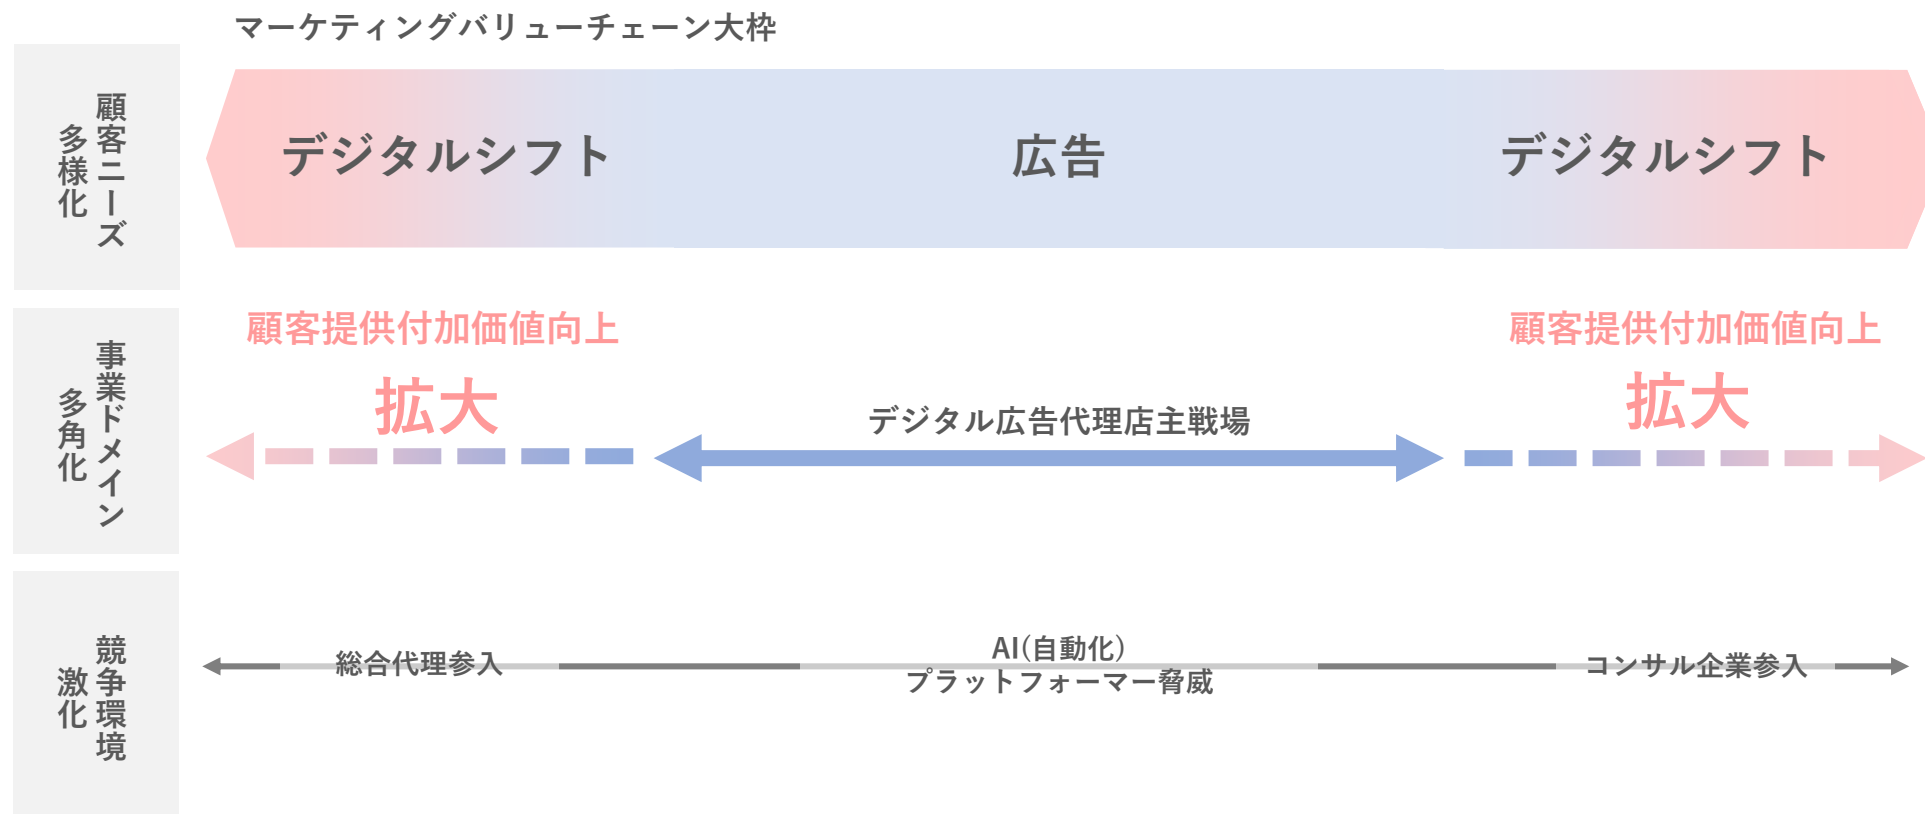 マーケティングバリューチェーン大枠
顧客ニーズ
多様化
デジタルシフト
広告
デジタルシフト
事業ドメイン
多角化
顧客提供付加価値向上
拡大
デジタル広告代理店主戦場
顧客提供付加価値向上
拡大
競争環境
激化
総合代理参入
AI(自動化)
プラットフォーマー脅威
コンサル企業参入